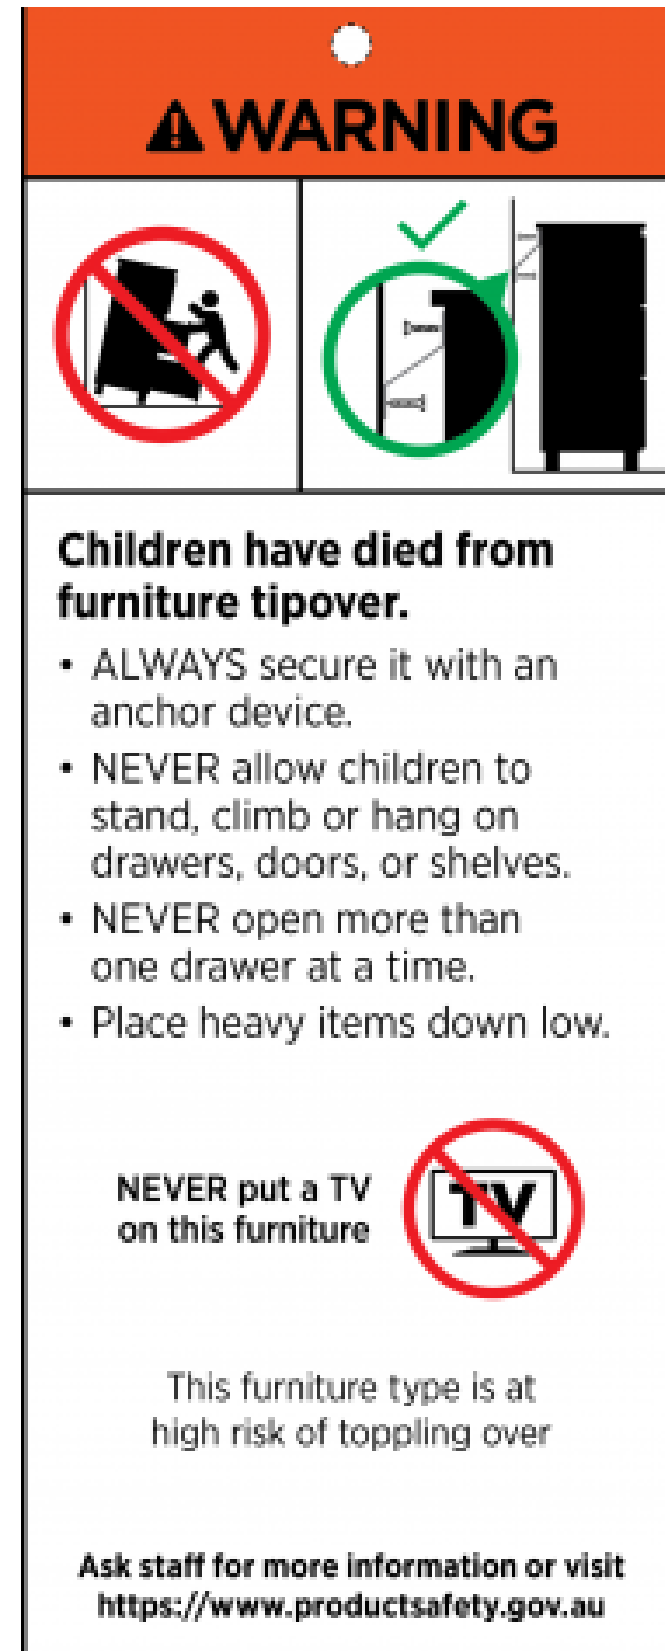 WARNING
Children have died from
furniture tipover.
• ALWAYS secure it with an
anchor device.
• NEVER allow children to
stand, climb or hang on
drawers, doors, or shelves.
• NEVER open more than
one drawer at a time.
• Place heavy items down low.
NEVER put a TV
on this furniture
TV
This furniture type is at
high risk of toppling over
Ask staff for more information or visit
https://www.productsafety.gov.au